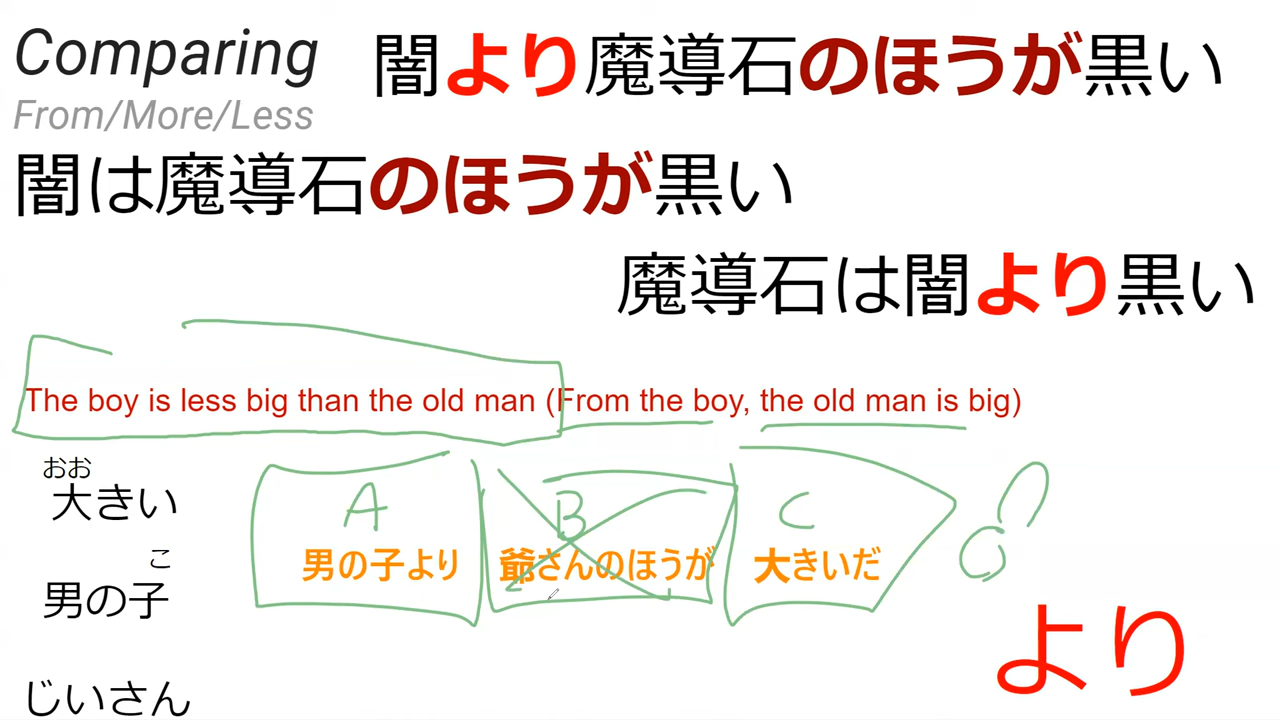 Comparing
From/More/Less
闇より魔導石のほうが黒い
闇は魔導石のほうが黒い
魔導石は闇より黒い
The boy is less big than the old man (From the boy, the old man is big)
おお
大きい
こ
男の子
じいさん
A B C
男の子より 爺さんのほうが 大きいだ
より